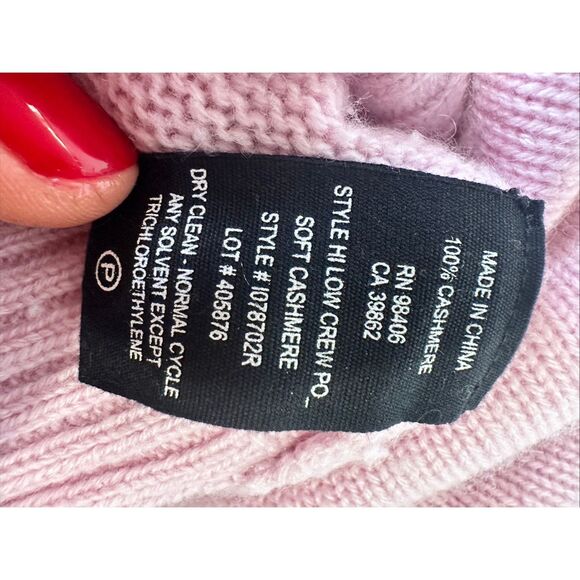 MADE IN CHINA
100% CASHMERE
RN 98406
CA 39862
STYLE HI LOW CREW PO_
SOFT CASHMERE
STYLE # I078702R
LOT # 405876
DRY CLEAN - NORMAL CYCLE
ANY SOLVENT EXCEPT
TRICHLOROETHYLENE
P